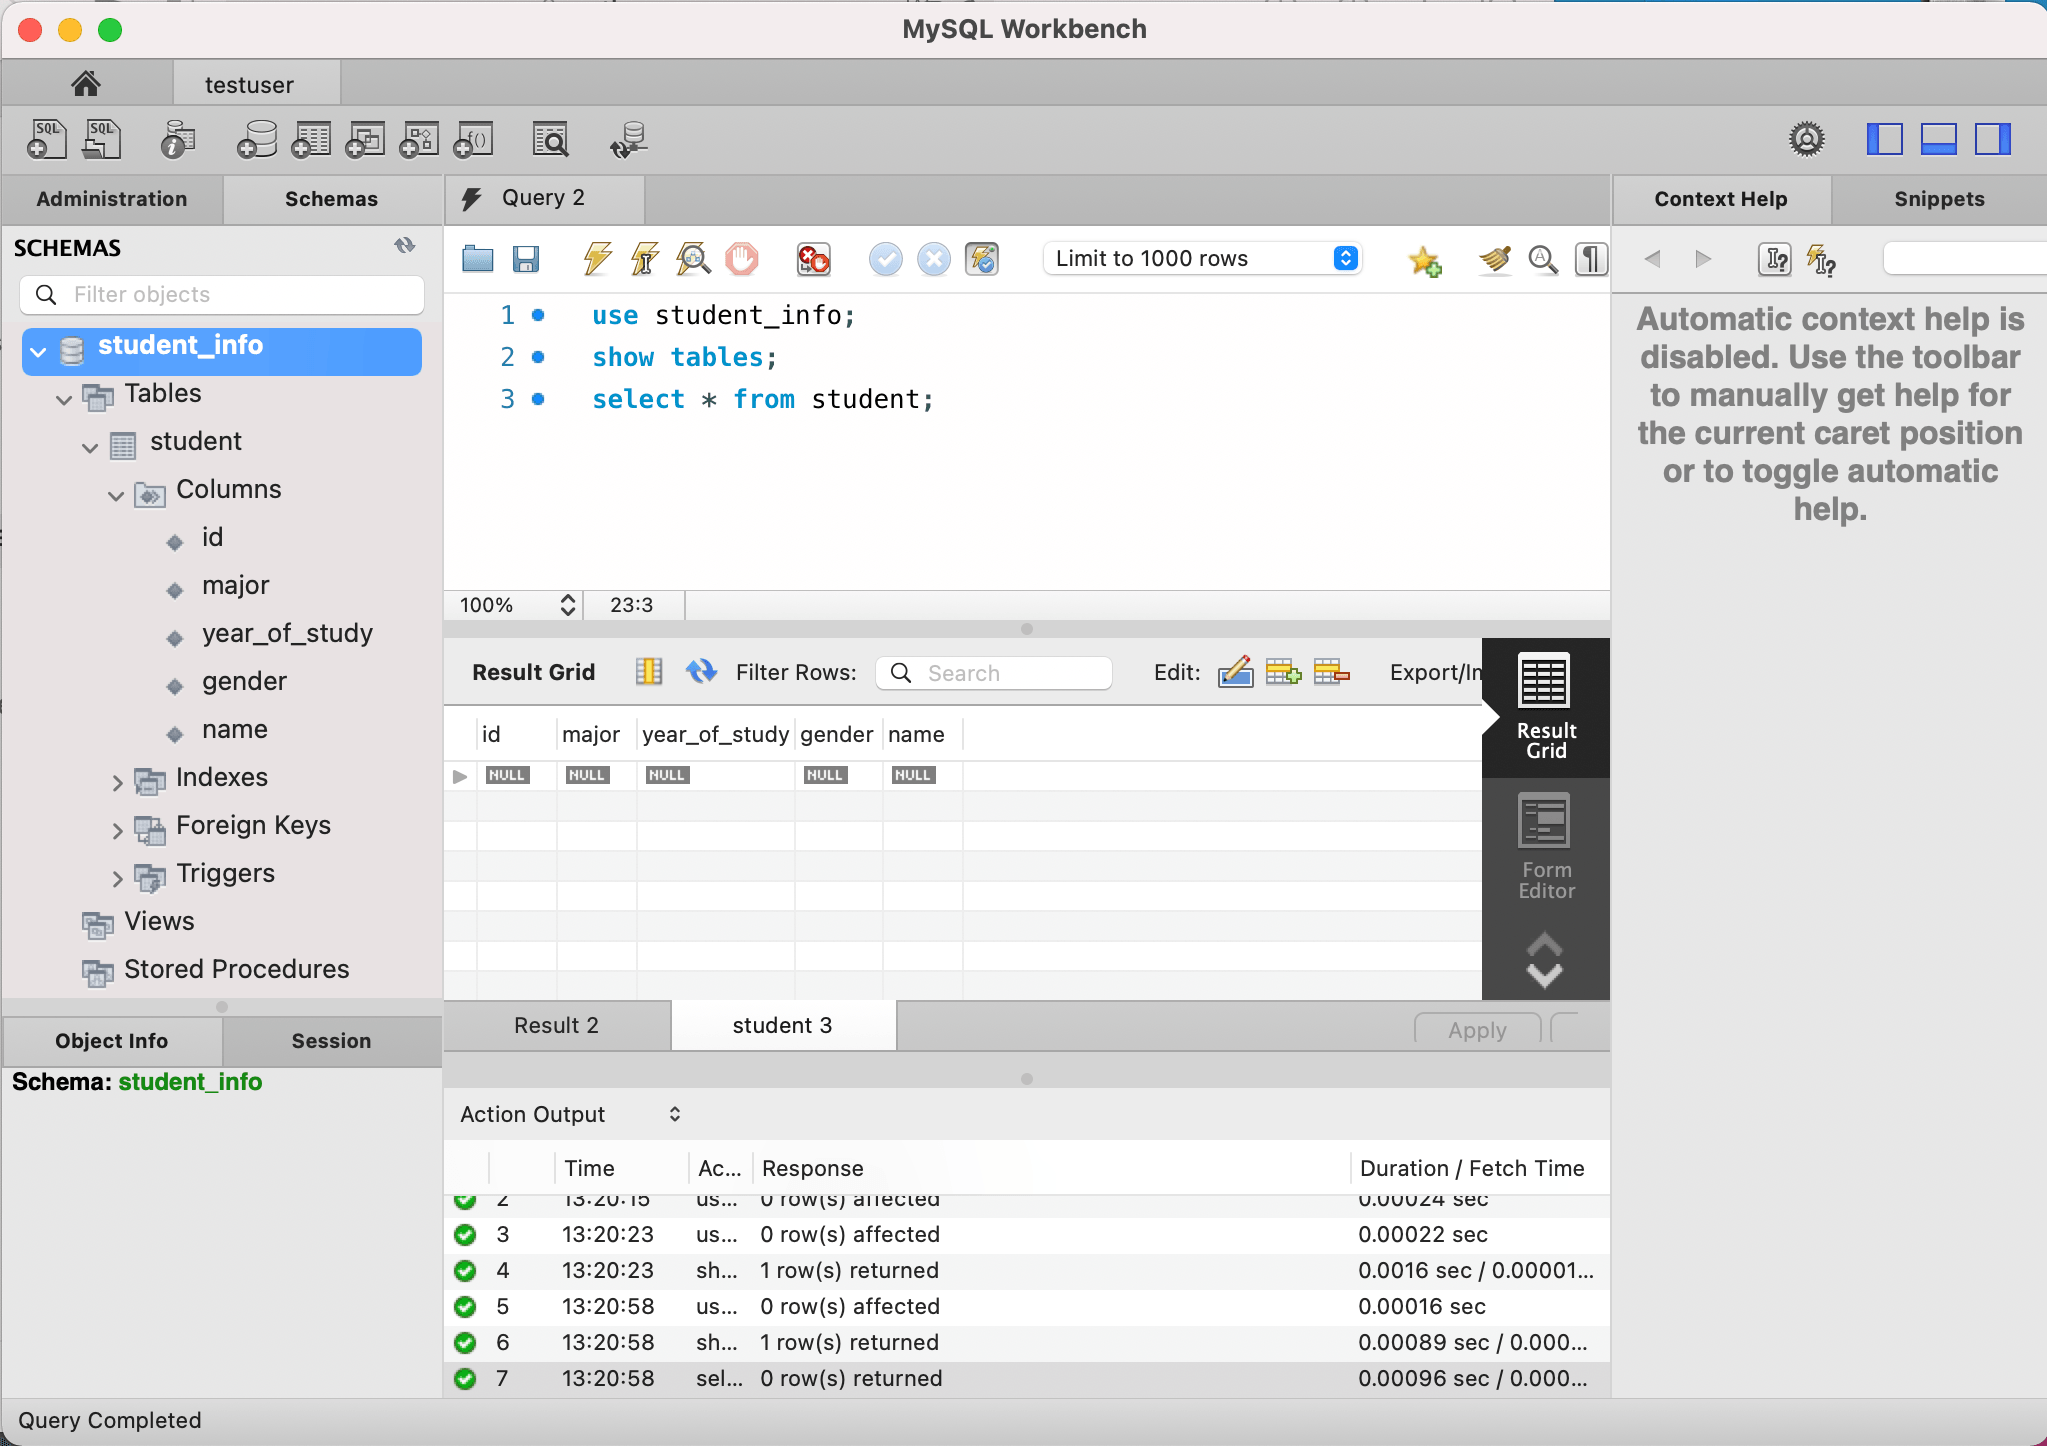 MySQL Workbench
testuser
SQL
SQL
f()
Administration
Schemas
Query 2
Context Help
Snippets
SCHEMAS
Filter objects
student_info
Tables
student
Columns
id
major
year_of_study
gender
name
Indexes
Foreign Keys
Triggers
Views
Stored Procedures
Object Info
Session
Schema: student_info
Limit to 1000 rows
1 use student_info;
2 show tables;
3 select * from student;
100%
23:3
Result Grid
Filter Rows:
Search
Edit:
Export/In
id major year_of_study gender name
NULL NULL NULL NULL NULL
Result
Grid
Form
Editor
Result 2
student 3
Apply
Action Output
Time Ac... Response Duration / Fetch Time
2 13:20:15 us... 0 row(s) affected 0.00024 sec
3 13:20:23 us... 0 row(s) affected 0.00022 sec
4 13:20:23 sh... 1 row(s) returned 0.0016 sec / 0.00001...
5 13:20:58 us... 0 row(s) affected 0.00016 sec
6 13:20:58 sh... 1 row(s) returned 0.00089 sec / 0.000...
7 13:20:58 sel... 0 row(s) returned 0.00096 sec / 0.000...
Automatic context help is
disabled. Use the toolbar
to manually get help for
the current caret position
or to toggle automatic
help.
Query Completed